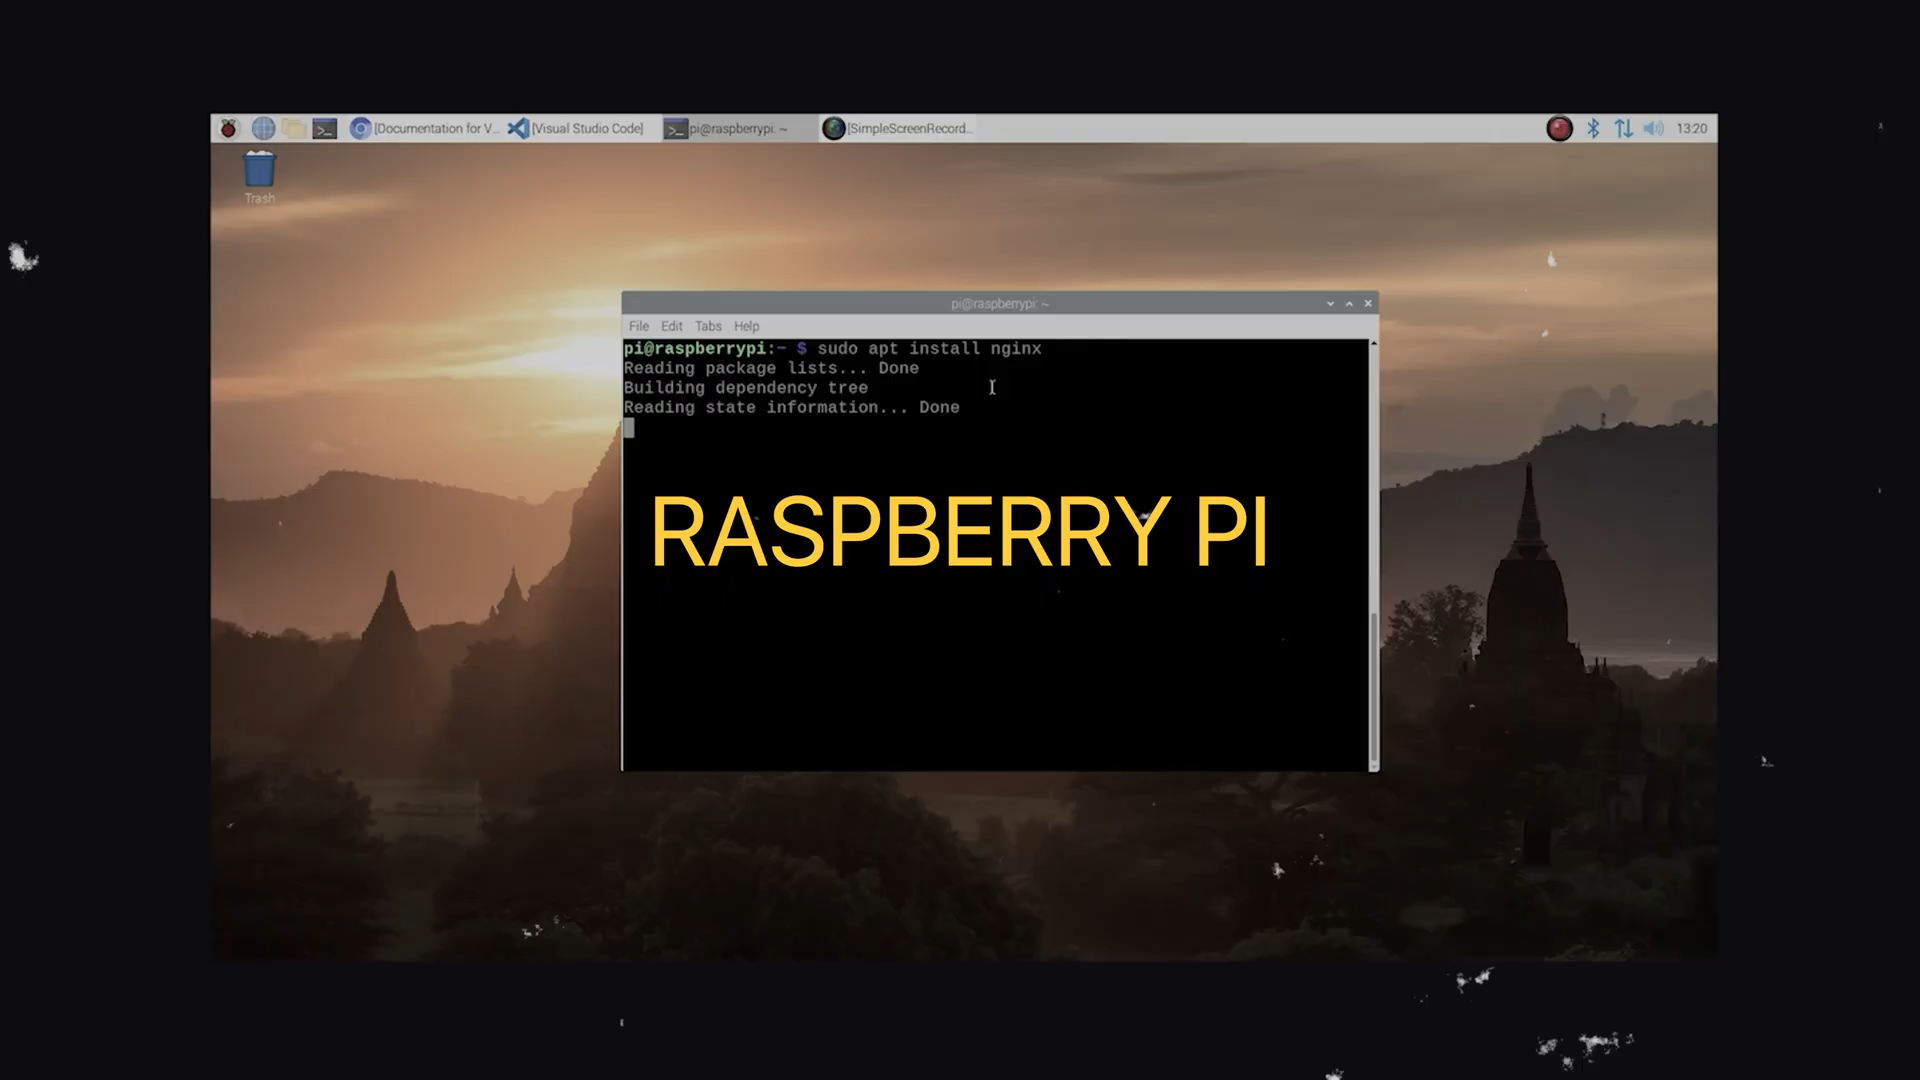 [Documentation for V... [Visual Studio Code] pi@raspberrypi: ~ [SimpleScreenRecord... 13:20
Trash
pi@raspberrypi: ~
File Edit Tabs Help
pi@raspberrypi:~ $ sudo apt install nginx
Reading package lists... Done
Building dependency tree
Reading state information... Done
RASPBERRY PI